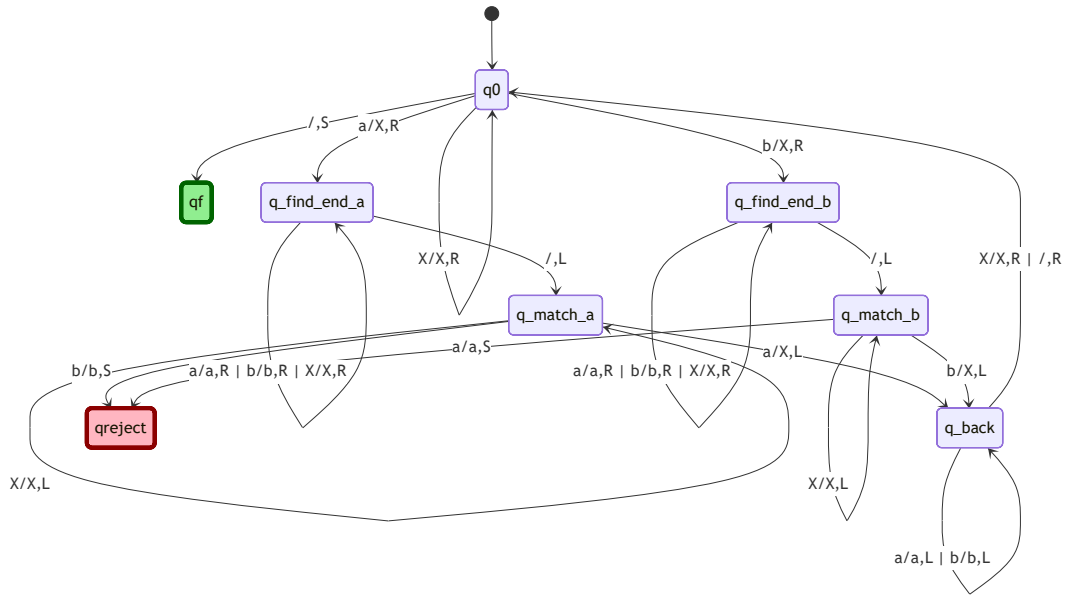 q0
/,S
a/X,R
b/X,R
qf
q_find_end_a
q_find_end_b
X/X,R
/,L
/,L
X/X,R | /,R
q_match_a
q_match_b
b/b,S
a/a,R | b/b,R | X/X,R
a/a,S
a/a,R | b/b,R | X/X,R
a/X,L
b/X,L
qreject
q_back
X/X,L
X/X,L
a/a,L | b/b,L